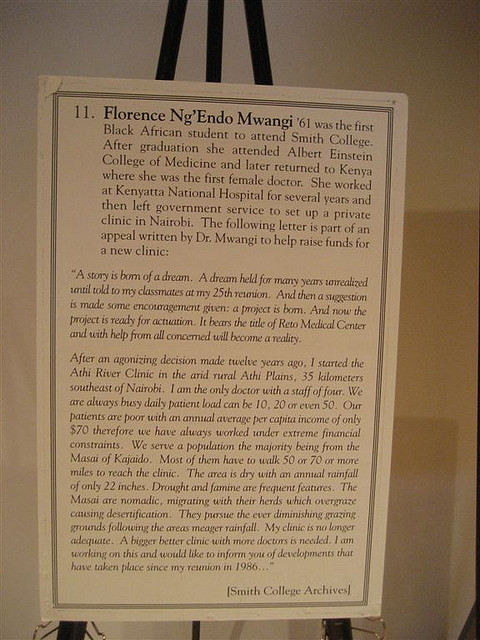 11. Florence Ng'Endo Mwangi '61 was the first
Black African student to attend Smith College.
After graduation she attended Albert Einstein
College of Medicine and later returned to Kenya
where she was the first female doctor. She worked
at Kenyatta National Hospital for several years and
then left government service to set up a private
clinic in Nairobi. The following letter is part of an
appeal written by Dr. Mwangi to help raise funds for
a new clinic:
"A story is born of a dream. A dream held for many years unrealized
until told to my classmates at my 25th reunion. And then a suggestion
is made some encouragement given: a project is born. And now the
project is ready for actuation. It bears the title of Reto Medical Center
and with help from all concerned will become a reality.
After an agonizing decision made twelve years ago, I started the
Athi River Clinic in the arid rural Athi Plains, 35 kilometers
southeast of Nairobi. I am the only doctor with a staff of four. We
are always busy daily patient load can be 10, 20 or even 50. Our
patients are poor with an annual average per capita income of only
$70 therefore we have always worked under extreme financial
constraints. We serve a population the majority being from the
Masai of Kajaido. Most of them have to walk 50 or 70 or more
miles to reach the clinic. The area is dry with an annual rainfall
of only 22 inches. Drought and famine are frequent features. The
Masai are nomadic, migrating with their herds which overgraze
causing desertification. They pursue the ever diminishing grazing
grounds following the areas meager rainfall. My clinic is no longer
adequate. A bigger better clinic with more doctors is needed. I am
working on this and would like to inform you of developments that
have taken place since my reunion in 1986..."
[Smith College Archives]